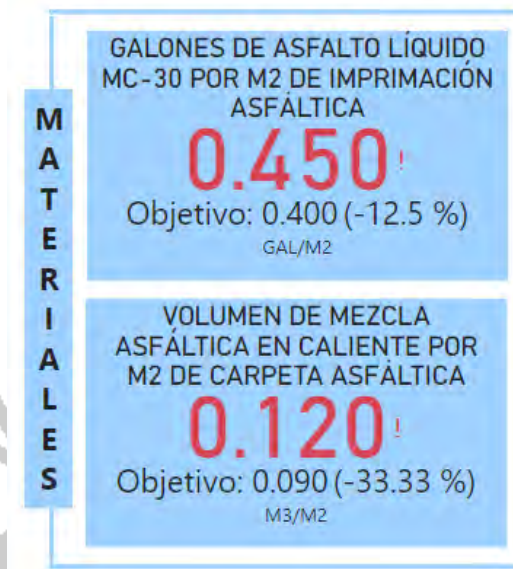 MATERIALES
GALONES DE ASFALTO LÍQUIDO
MC-30 POR M2 DE IMPRIMACIÓN
ASFÁLTICA
0.450!
Objetivo: 0.400 (-12.5 %)
GAL/M2
VOLUMEN DE MEZCLA
ASFÁLTICA EN CALIENTE POR
M2 DE CARPETA ASFÁLTICA
0.120!
Objetivo: 0.090 (-33.33 %)
M3/M2